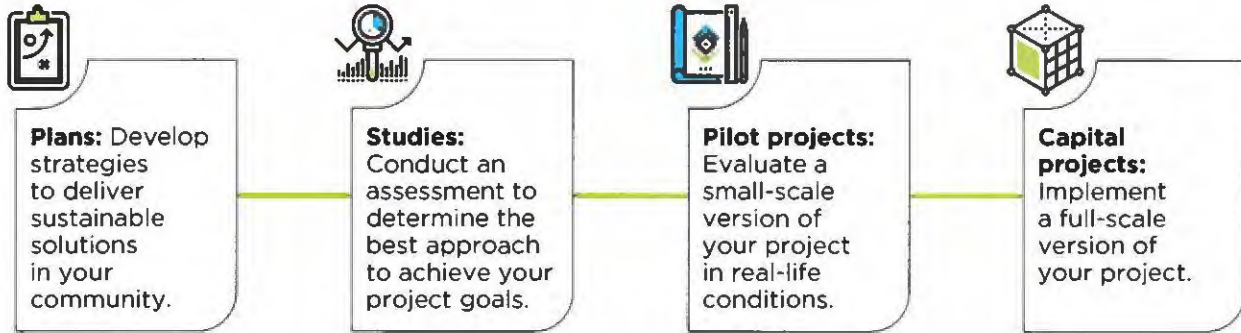 Plans: Develop
strategies
to deliver
sustainable
solutions
in your
community.
Studies:
Conduct an
assessment to
determine the
best approach
to achieve your
project goals.
Pilot projects:
Evaluate a
small-scale
version of
your project
in real-life
conditions.
Capital
projects:
Implement
a full-scale
version of
your project.